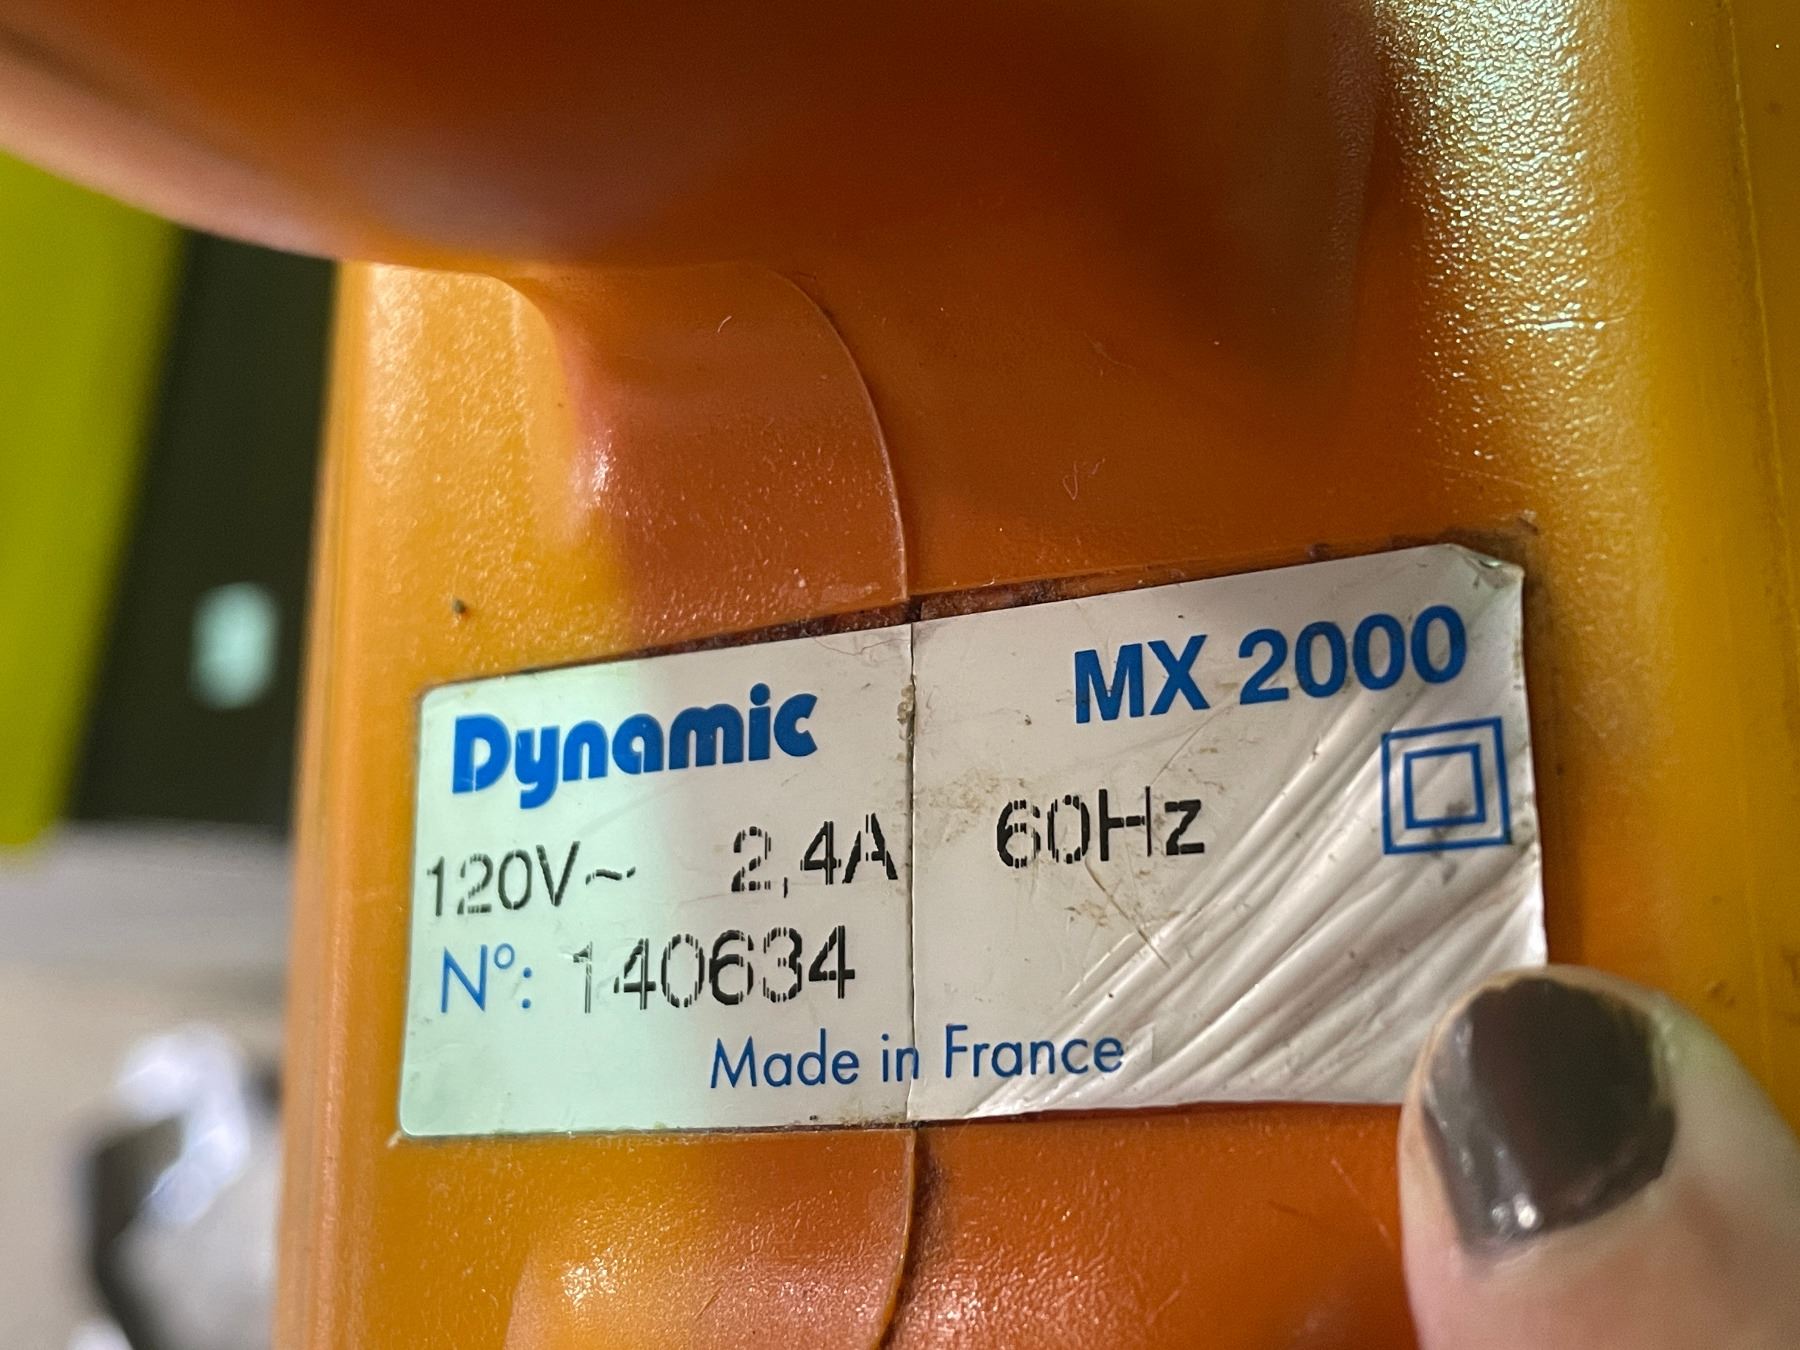 Dynamic MX 2000
120V~ 2,4A 60Hz
N°: 140634
Made in France